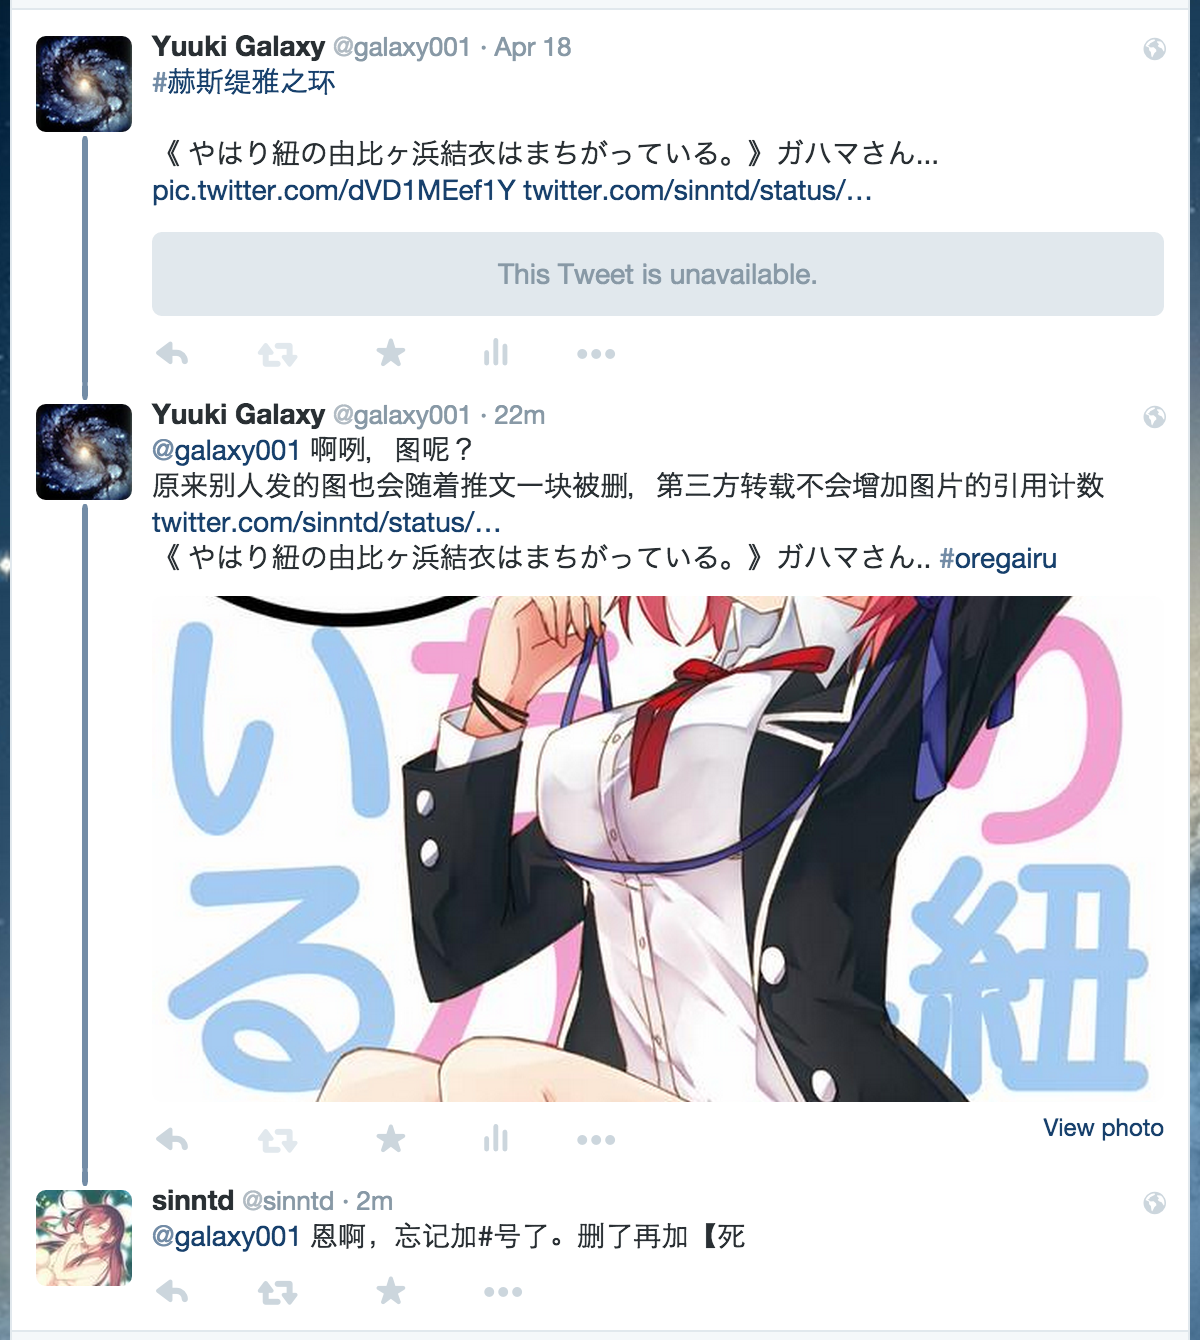 Yuuki Galaxy @galaxy001 · Apr 18
#赫斯缇雅之环
《 やはり紐の由比ヶ浜結衣はまちがっている。》ガハマさん...
pic.twitter.com/dVD1MEef1Y twitter.com/sinntd/status/…
This Tweet is unavailable.
Yuuki Galaxy @galaxy001 · 22m
@galaxy001 啊咧，图呢？
原来别人发的图也会随着推文一块被删，第三方转载不会增加图片的引用计数
twitter.com/sinntd/status/…
《 やはり紐の由比ヶ浜結衣はまちがっている。》ガハマさん.. #oregairu
り
紐
い
る
View photo
sinntd @sinntd · 2m
@galaxy001 恩啊，忘记加#号了。删了再加【死